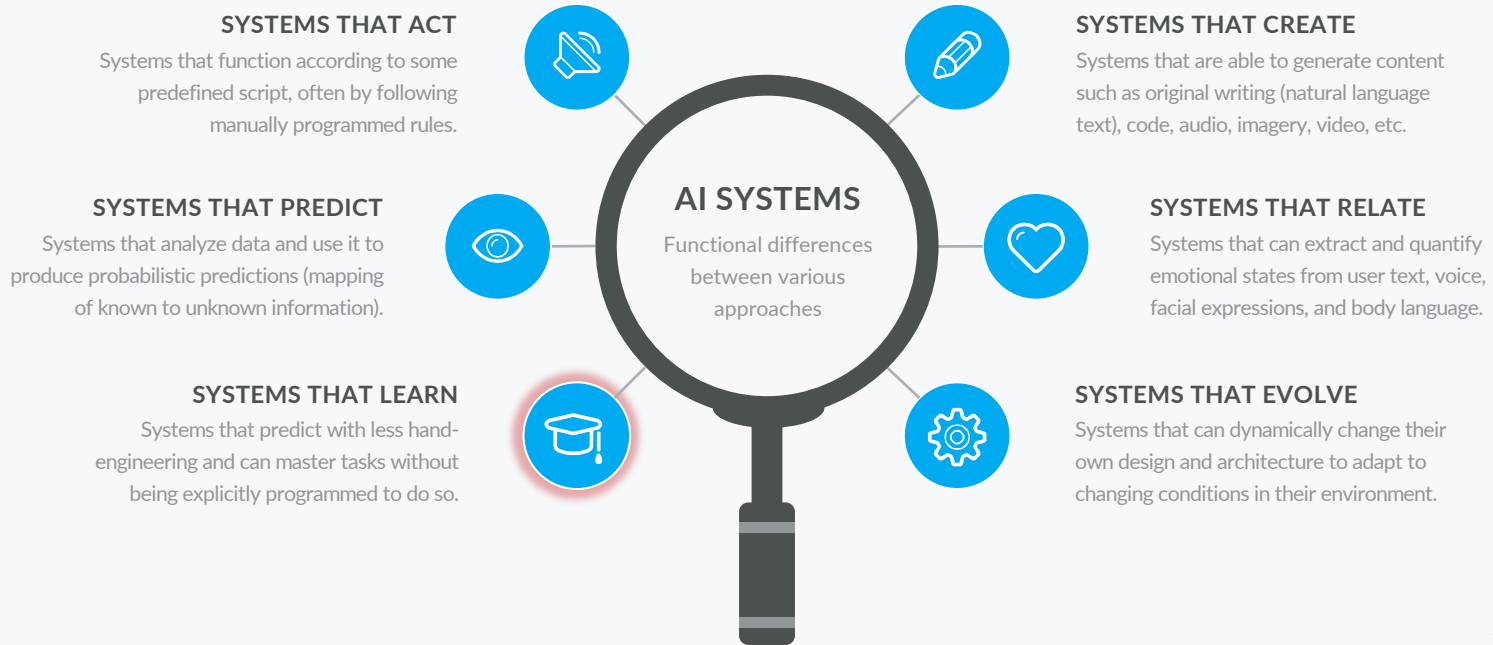 SYSTEMS THAT ACT
Systems that function according to some
predefined script, often by following
manually programmed rules.
SYSTEMS THAT PREDICT
Systems that analyze data and use it to
produce probabilistic predictions (mapping
of known to unknown information).
SYSTEMS THAT LEARN
Systems that predict with less hand-
engineering and can master tasks without
being explicitly programmed to do so.
AI SYSTEMS
Functional differences
between various
approaches
SYSTEMS THAT CREATE
Systems that are able to generate content
such as original writing (natural language
text), code, audio, imagery, video, etc.
SYSTEMS THAT RELATE
Systems that can extract and quantify
emotional states from user text, voice,
facial expressions, and body language.
SYSTEMS THAT EVOLVE
Systems that can dynamically change their
own design and architecture to adapt to
changing conditions in their environment.